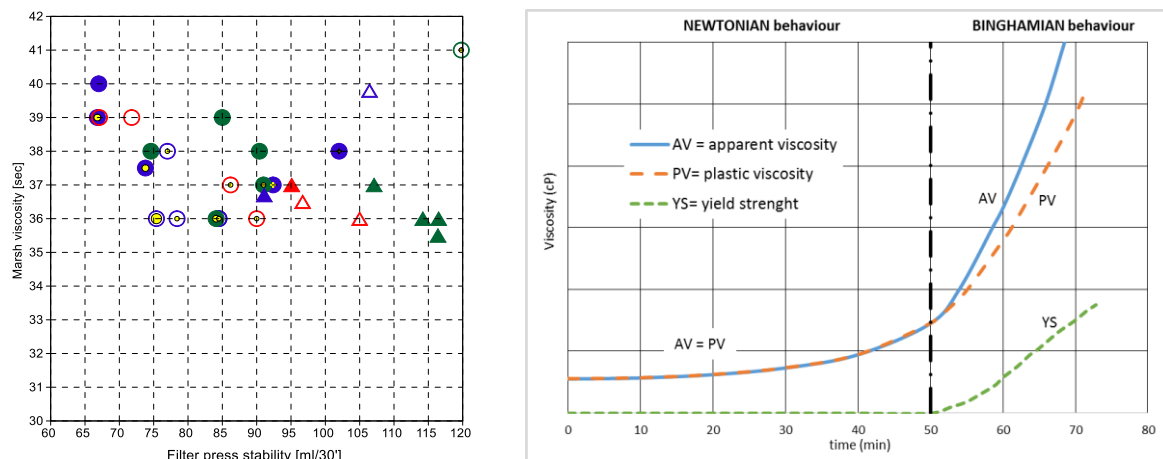 42
41
40
39
38
37
36
35
34
33
32
31
30
Marsh viscosity [sec]
60 65 70 75 80 85 90 95 100 105 110 115 120
Filter press stability [ml/30']
NEWTONIAN behaviour BINGHAMIAN behaviour
Viscosity (cP)
AV = apparent viscosity
PV= plastic viscosity
YS= yield strenght
AV PV
YS
AV = PV
0 10 20 30 40 50 60 70 80
time (min)